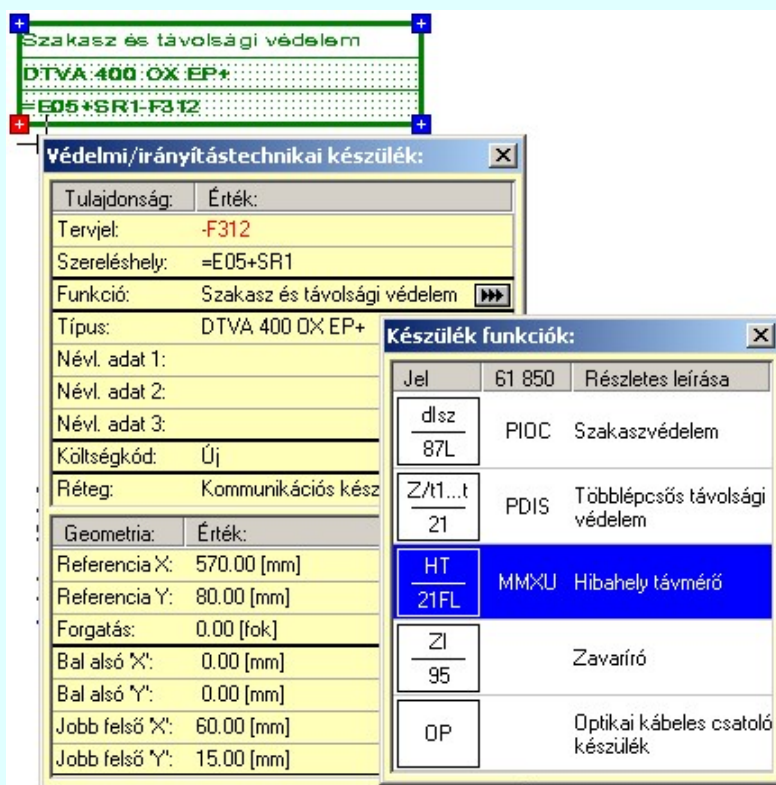 Szakasz és távolsági védelem
DTVA 400 OX EP+
=E05+SR1-F312
Védelmi/irányítástechnikai készülék:
Tulajdonság: Érték:
Tervjel: -F312
Szereléshely: =E05+SR1
Funkció: Szakasz és távolsági védelem
Típus: DTVA 400 OX EP+
Névl. adat 1:
Névl. adat 2:
Névl. adat 3:
Költségkód: Új
Réteg: Kommunikációs kész
Geometria: Érték:
Referencia X: 570.00 [mm]
Referencia Y: 80.00 [mm]
Forgatás: 0.00 [fok]
Bal alsó 'X': 0.00 [mm]
Bal alsó 'Y': 0.00 [mm]
Jobb felső 'X': 60.00 [mm]
Jobb felső 'Y': 15.00 [mm]
Készülék funkciók:
Jel 61 850 Részletes leírása
dIsz
87L
PIOC Szakaszvédelem
Z/t1...t
21
PDIS Többlépcsős távolsági
védelem
HT
21FL
MMXU Hibahely távmérő
ZI
95
Zavaríró
OP
Optikai kábeles csatoló
készülék